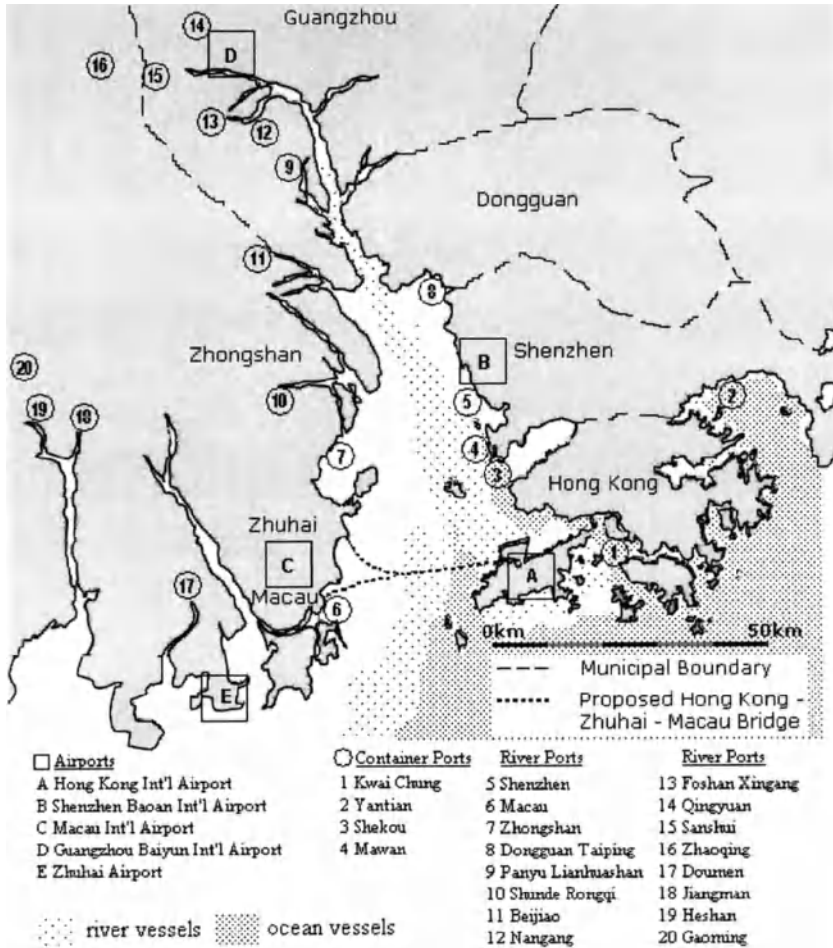 Guangzhou
14
D
16
15
13
12
9
Dongguan
11
8
Zhongshan
B
Shenzhen
20
10
5
2
19
18
4
7
3
Hong Kong
Zhuhai
C
1
17
Macau
A
6
0km 50km
E
Municipal Boundary
Proposed Hong Kong -
Zhuhai - Macau Bridge
Airports
A Hong Kong Int'l Airport
B Shenzhen Baoan Int'l Airport
C Macau Int'l Airport
D Guangzhou Baiyun Int'l Airport
E Zhuhai Airport
Container Ports
1 Kwai Chung
2 Yantian
3 Shekou
4 Mawan
River Ports
5 Shenzhen
6 Macau
7 Zhongshan
8 Dongguan Taiping
9 Panyu Lianhuashan
10 Shunde Rongqi
11 Beijiao
12 Nangang
River Ports
13 Foshan Xingang
14 Qingyuan
15 Sanshui
16 Zhaoqing
17 Doumen
18 Jiangman
19 Heshan
20 Gaoming
river vessels
ocean vessels